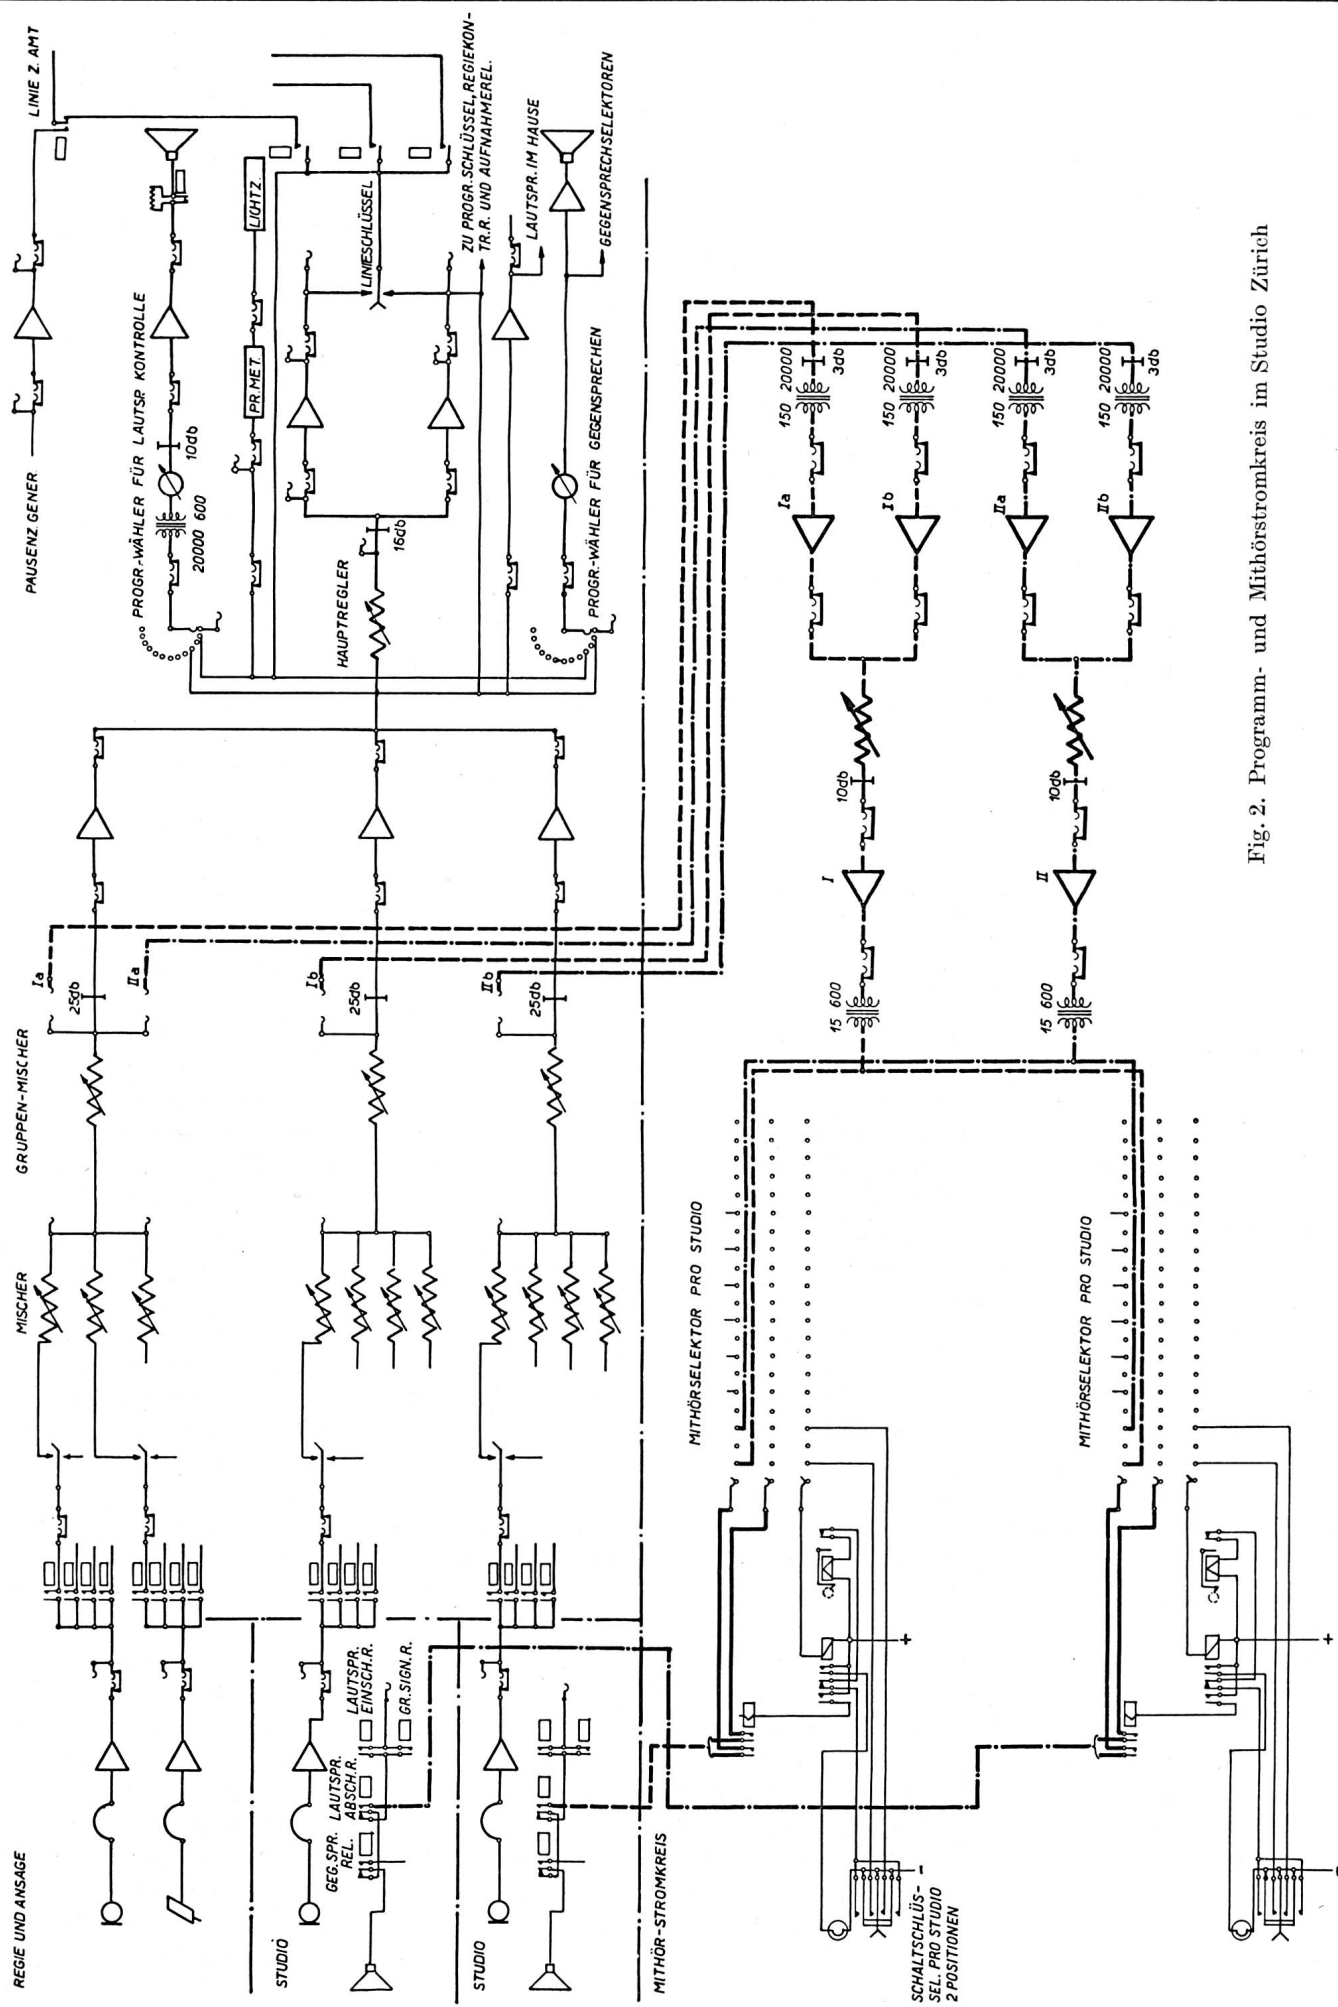 REGIE UND ANSAGE
MISCHER
GRUPPEN-MISCHER
PAUSENZ. GENER
LINIE Z. AMT
PROGR.-WÄHLER FÜR LAUTSP. KONTROLLE
20000 600
10db
PR.MET.
LICHTZ.
HAUPTREGLER
16db
LINIESCHLÜSSEL
ZU PROGR.SCHLÜSSEL, REGIEKON-
TR.R. UND AUFNAHMEREL.
LAUTSPR. IM HAUSE
PROGR.-WÄHLER FÜR GEGENSPRECHEN
GEGENSPRECHSELEKTOREN
Ia
25db
IIa
Ib
25db
IIb
25db
STUDIO
GEG.SPR.
REL.
LAUTSPR.
ABSCH.R.
LAUTSPR.
EINSCH.R.
GR.SIGN.R.
STUDIO
MITHÖR-STROMKREIS
MITHÖRSELEKTOR PRO STUDIO
SCHALTSCHLÜS-
SEL. PRO STUDIO
2 POSITIONEN
-
+
15 600
I
10db
Ia
150 20000
3db
Ib
150 20000
3db
MITHÖRSELEKTOR PRO STUDIO
+
15 600
II
10db
IIa
150 20000
3db
IIb
150 20000
3db
Fig. 2. Programm- und Mithörstromkreis im Studio Zürich